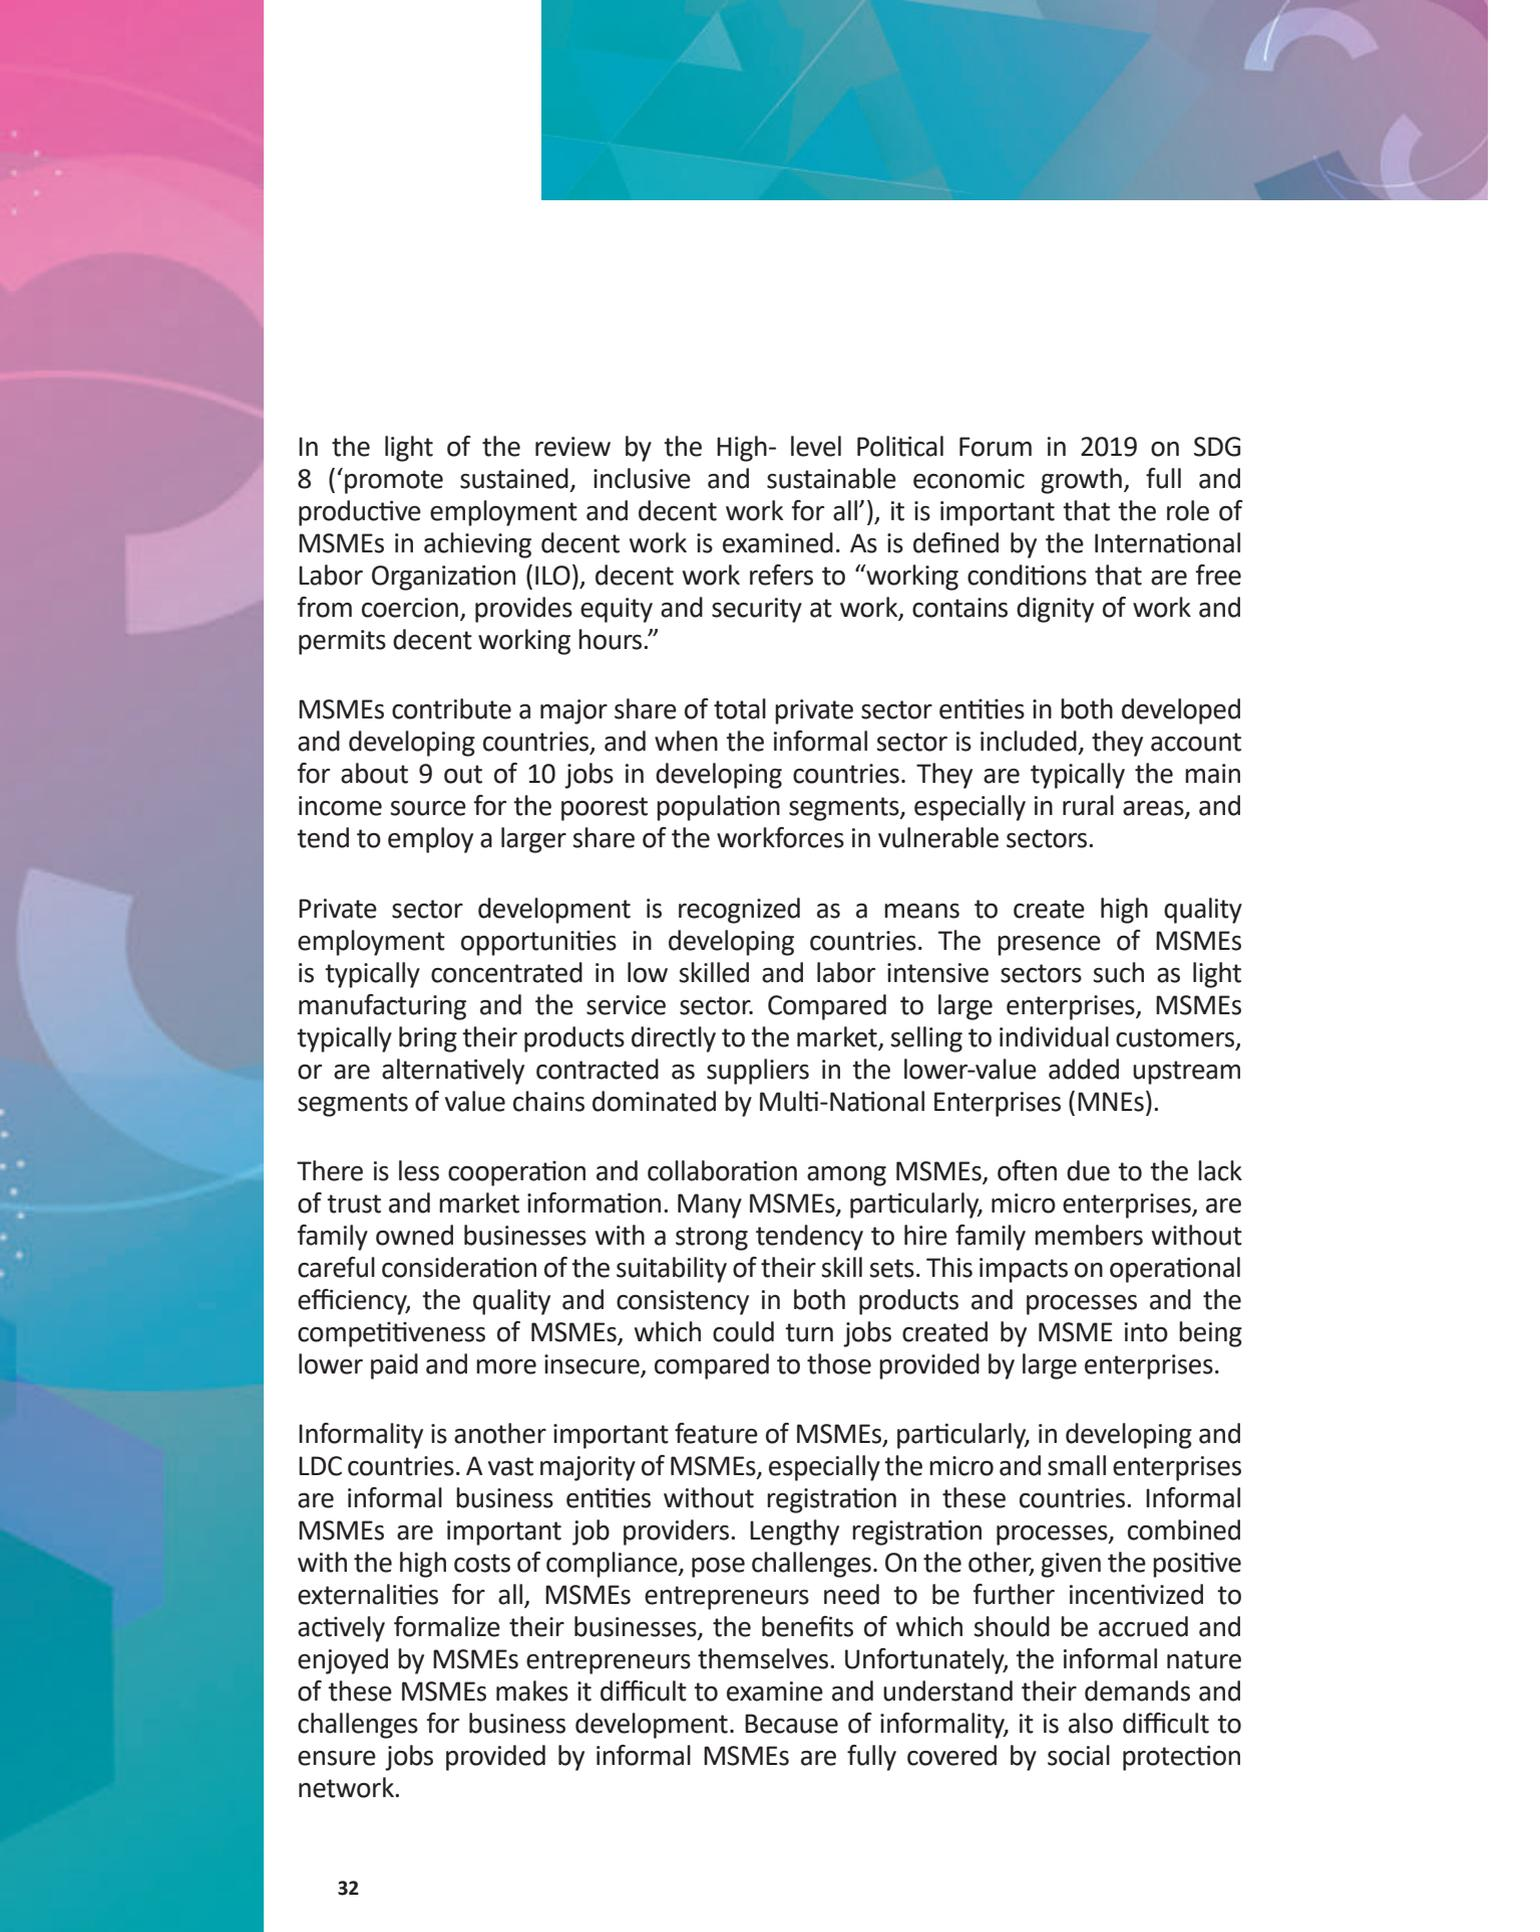 In the light of the review by the High- level Political Forum in 2019 on SDG
8 (‘promote sustained, inclusive and sustainable economic growth, full and
productive employment and decent work for all’), it is important that the role of
MSMEs in achieving decent work is examined. As is defined by the International
Labor Organization (ILO), decent work refers to “working conditions that are free
from coercion, provides equity and security at work, contains dignity of work and
permits decent working hours.”
MSMEs contribute a major share of total private sector entities in both developed
and developing countries, and when the informal sector is included, they account
for about 9 out of 10 jobs in developing countries. They are typically the main
income source for the poorest population segments, especially in rural areas, and
tend to employ a larger share of the workforces in vulnerable sectors.
Private sector development is recognized as a means to create high quality
employment opportunities in developing countries. The presence of MSMEs
is typically concentrated in low skilled and labor intensive sectors such as light
manufacturing and the service sector. Compared to large enterprises, MSMEs
typically bring their products directly to the market, selling to individual customers,
or are alternatively contracted as suppliers in the lower-value added upstream
segments of value chains dominated by Multi-National Enterprises (MNEs).
There is less cooperation and collaboration among MSMEs, often due to the lack
of trust and market information. Many MSMEs, particularly, micro enterprises, are
family owned businesses with a strong tendency to hire family members without
careful consideration of the suitability of their skill sets. This impacts on operational
efficiency, the quality and consistency in both products and processes and the
competitiveness of MSMEs, which could turn jobs created by MSME into being
lower paid and more insecure, compared to those provided by large enterprises.
Informality is another important feature of MSMEs, particularly, in developing and
LDC countries. A vast majority of MSMEs, especially the micro and small enterprises
are informal business entities without registration in these countries. Informal
MSMEs are important job providers. Lengthy registration processes, combined
with the high costs of compliance, pose challenges. On the other, given the positive
externalities for all, MSMEs entrepreneurs need to be further incentivized to
actively formalize their businesses, the benefits of which should be accrued and
enjoyed by MSMEs entrepreneurs themselves. Unfortunately, the informal nature
of these MSMEs makes it difficult to examine and understand their demands and
challenges for business development. Because of informality, it is also difficult to
ensure jobs provided by informal MSMEs are fully covered by social protection
network.
32